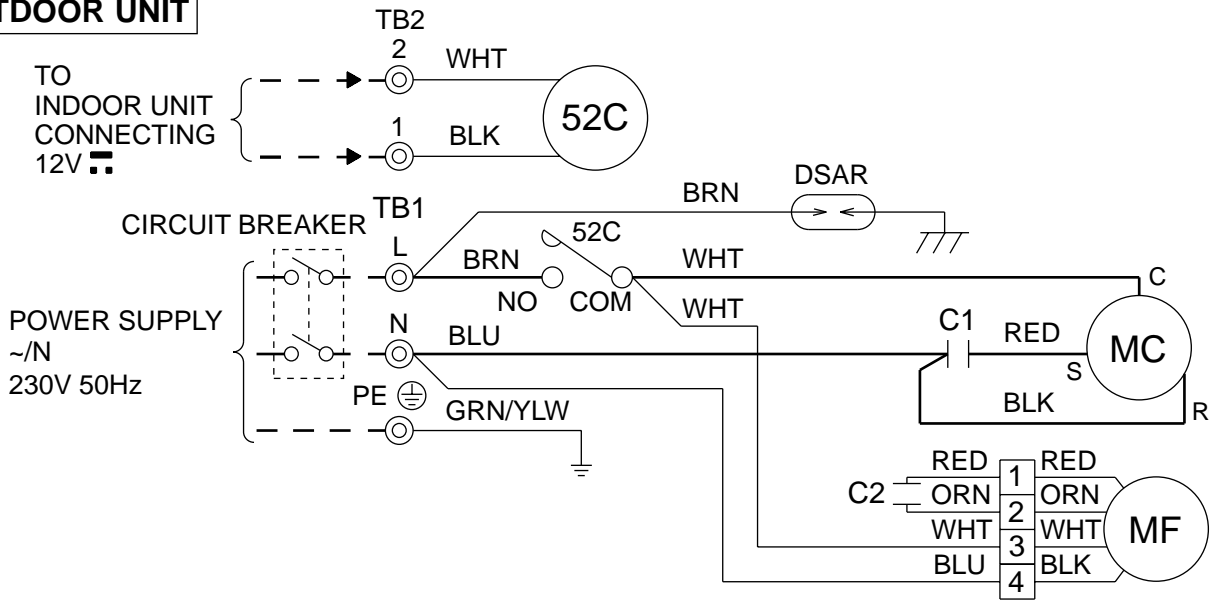 TDOOR UNIT
TB2
2
WHT
TO
INDOOR UNIT
CONNECTING
12V
52C
1
BLK
DSAR
BRN
CIRCUIT BREAKER
TB1
52C
L
BRN
WHT
C
NO
COM
POWER SUPPLY
~/N
230V 50Hz
N
BLU
WHT
C1
RED
MC
S
PE
GRN/YLW
BLK
R
RED
1
RED
C2
ORN
2
ORN
WHT
3
WHT
MF
BLU
4
BLK